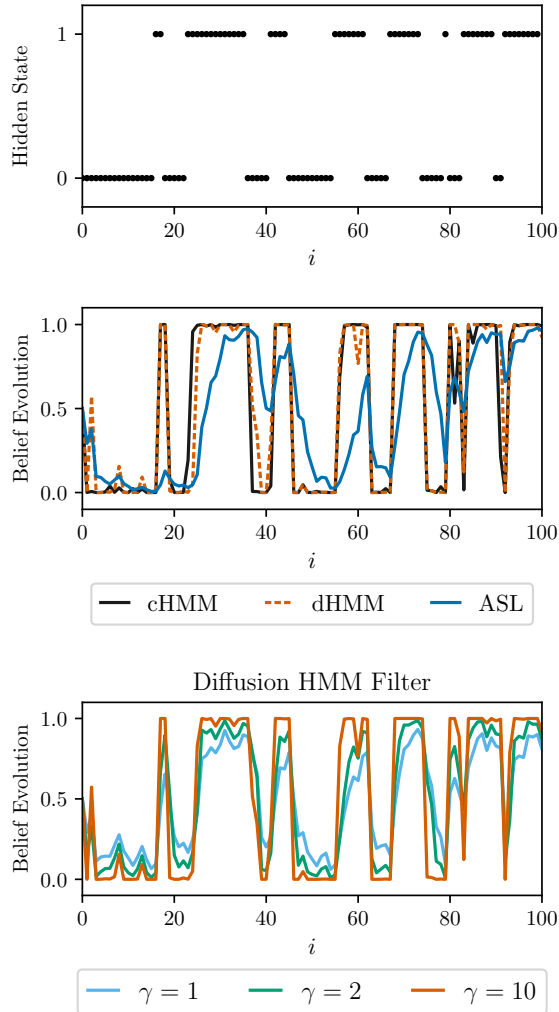 Hidden State
1
0
0 20 40 60 80 100
i
Belief Evolution
1.0
0.5
0.0
0 20 40 60 80 100
i
cHMM dHMM ASL
Diffusion HMM Filter
Belief Evolution
1.0
0.5
0.0
0 20 40 60 80 100
i
γ = 1 γ = 2 γ = 10